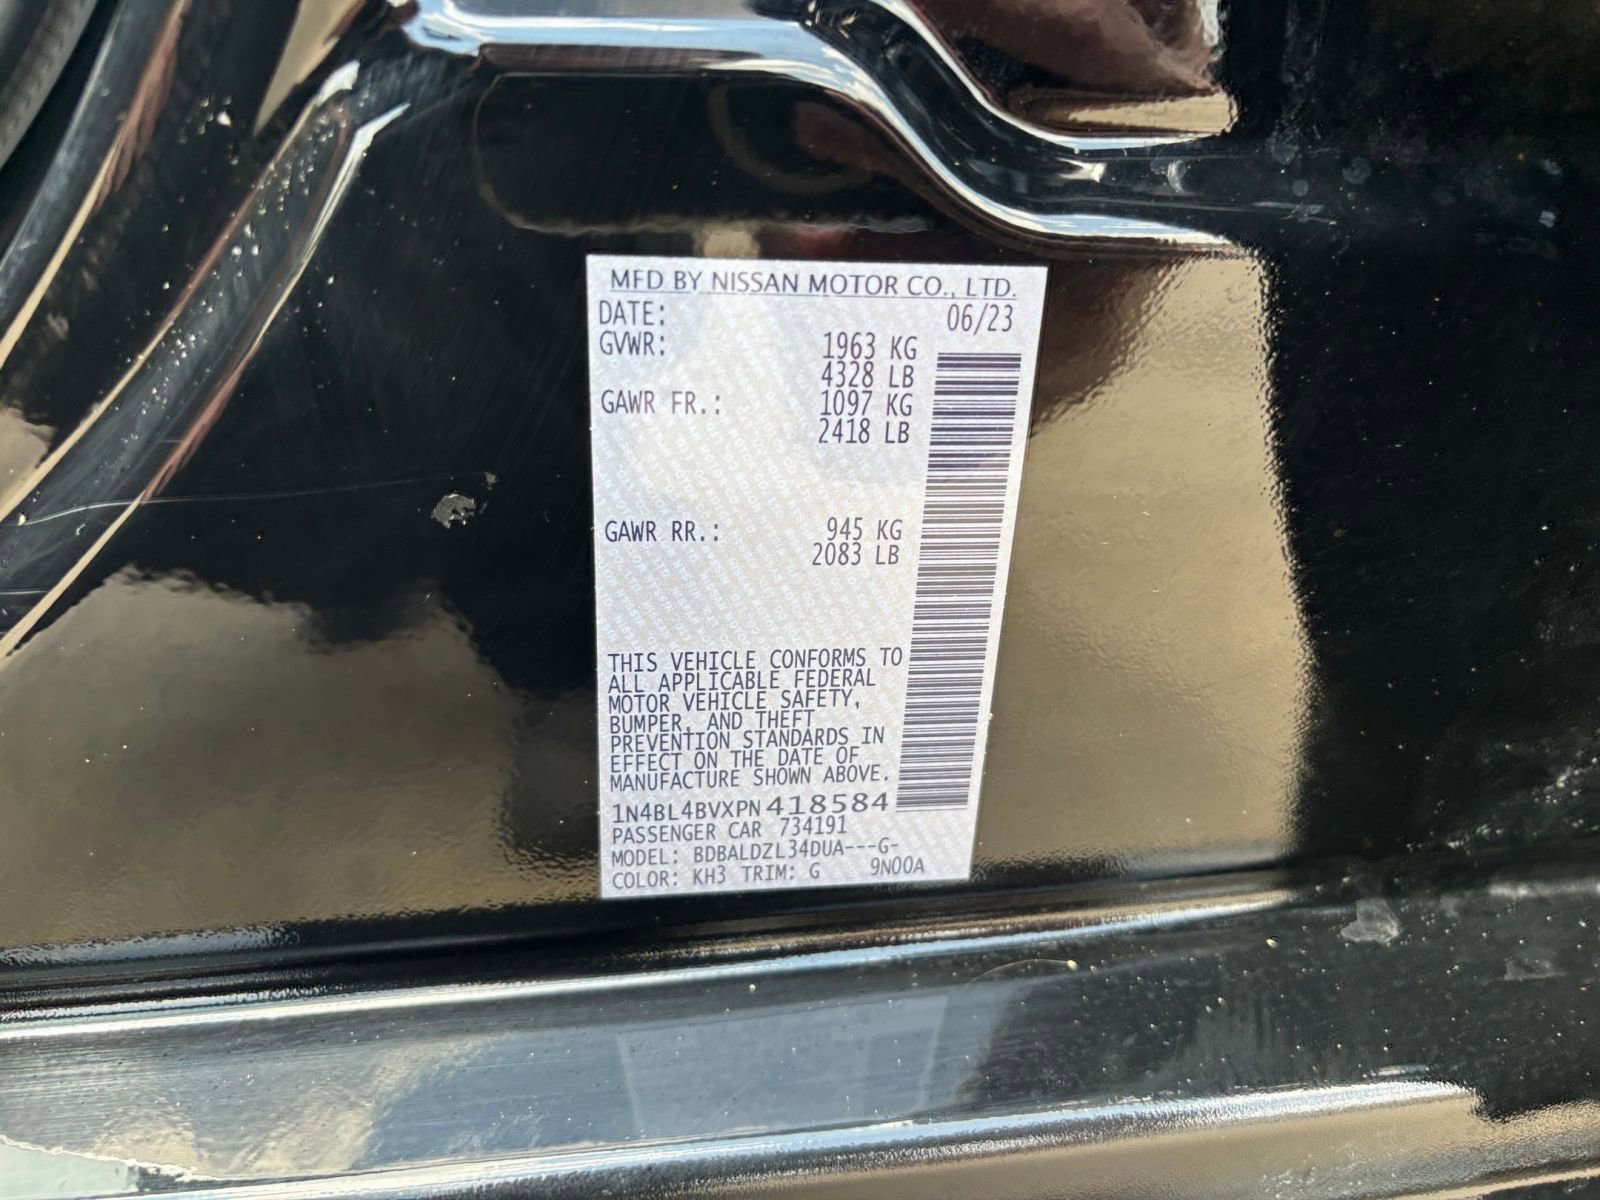 MFD BY NISSAN MOTOR CO., LTD.
DATE: 06/23
GVWR: 1963 KG
4328 LB
GAWR FR.: 1097 KG
2418 LB
GAWR RR.: 945 KG
2083 LB
THIS VEHICLE CONFORMS TO
ALL APPLICABLE FEDERAL
MOTOR VEHICLE SAFETY,
BUMPER, AND THEFT
PREVENTION STANDARDS IN
EFFECT ON THE DATE OF
MANUFACTURE SHOWN ABOVE.
1N4BL4BVXPN418584
PASSENGER CAR 734191
MODEL: BDBALDZL34DUA---G-
COLOR: KH3 TRIM: G 9N00A